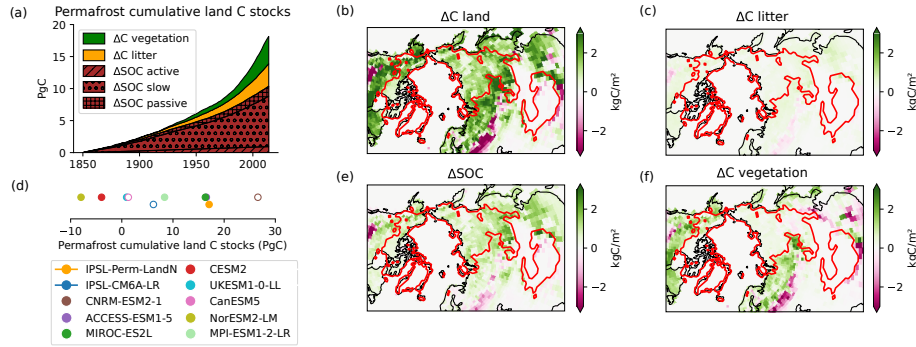 (a)
Permafrost cumulative land C stocks
PgC
20
15
10
5
0
1850
1900
1950
2000
ΔC vegetation
ΔC litter
ΔSOC active
ΔSOC slow
ΔSOC passive
(b)
ΔC land
2
0
−2
kgC/m²
(c)
ΔC litter
2
0
−2
kgC/m²
(d)
−10
0
10
20
30
Permafrost cumulative land C stocks (PgC)
IPSL-Perm-LandN
IPSL-CM6A-LR
CNRM-ESM2-1
ACCESS-ESM1-5
MIROC-ES2L
CESM2
UKESM1-0-LL
CanESM5
NorESM2-LM
MPI-ESM1-2-LR
(e)
ΔSOC
2
0
−2
kgC/m²
(f)
ΔC vegetation
2
0
−2
kgC/m²